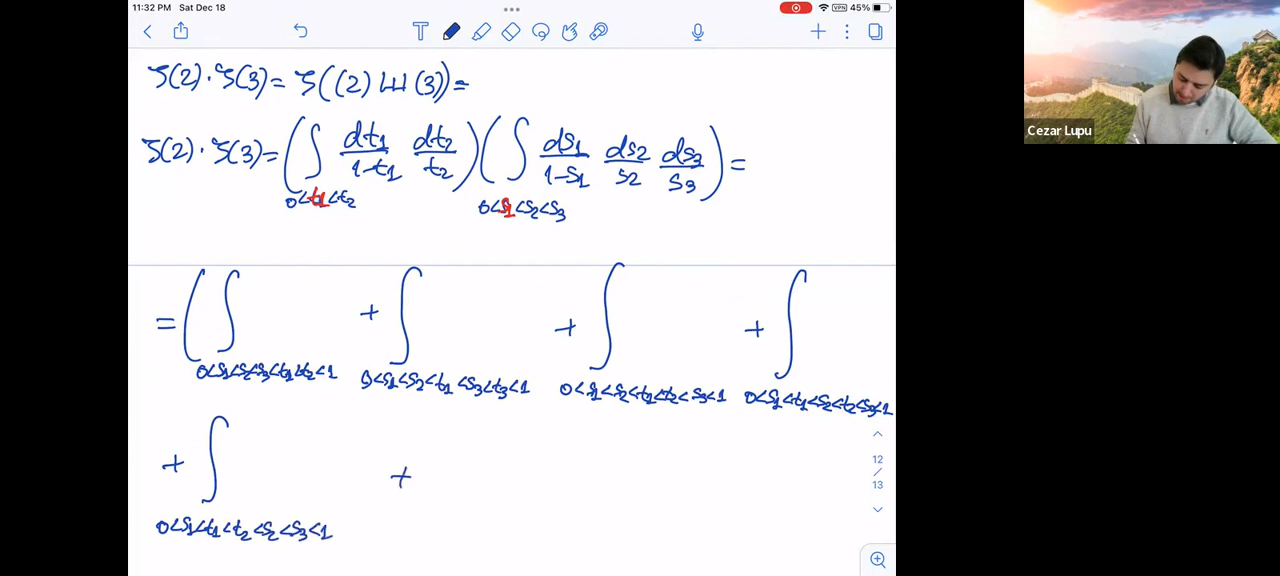 11:32 PM Sat Dec 18
VPN 45%
ζ(2)·ζ(3) = ζ((2) Ш (3)) =
ζ(2)·ζ(3) = (∫ dt1/1-t1 dt2/t2) (∫ ds1/1-s1 ds2/s2 ds3/s3) =
0<t1<t2 0<s1<s2<s3
= (∫ + ∫ + ∫ + ∫
0<s1<s2<s3<t1<t2<1 0<s1<s2<t1<s3<t3<1 0<s1<s2<t1<t2<s3<1 0<s1<t1<s2<t2<s3<1
+ ∫ +
0<s1<t1<t2<s2<s3<1
12
/
13
Cezar Lupu